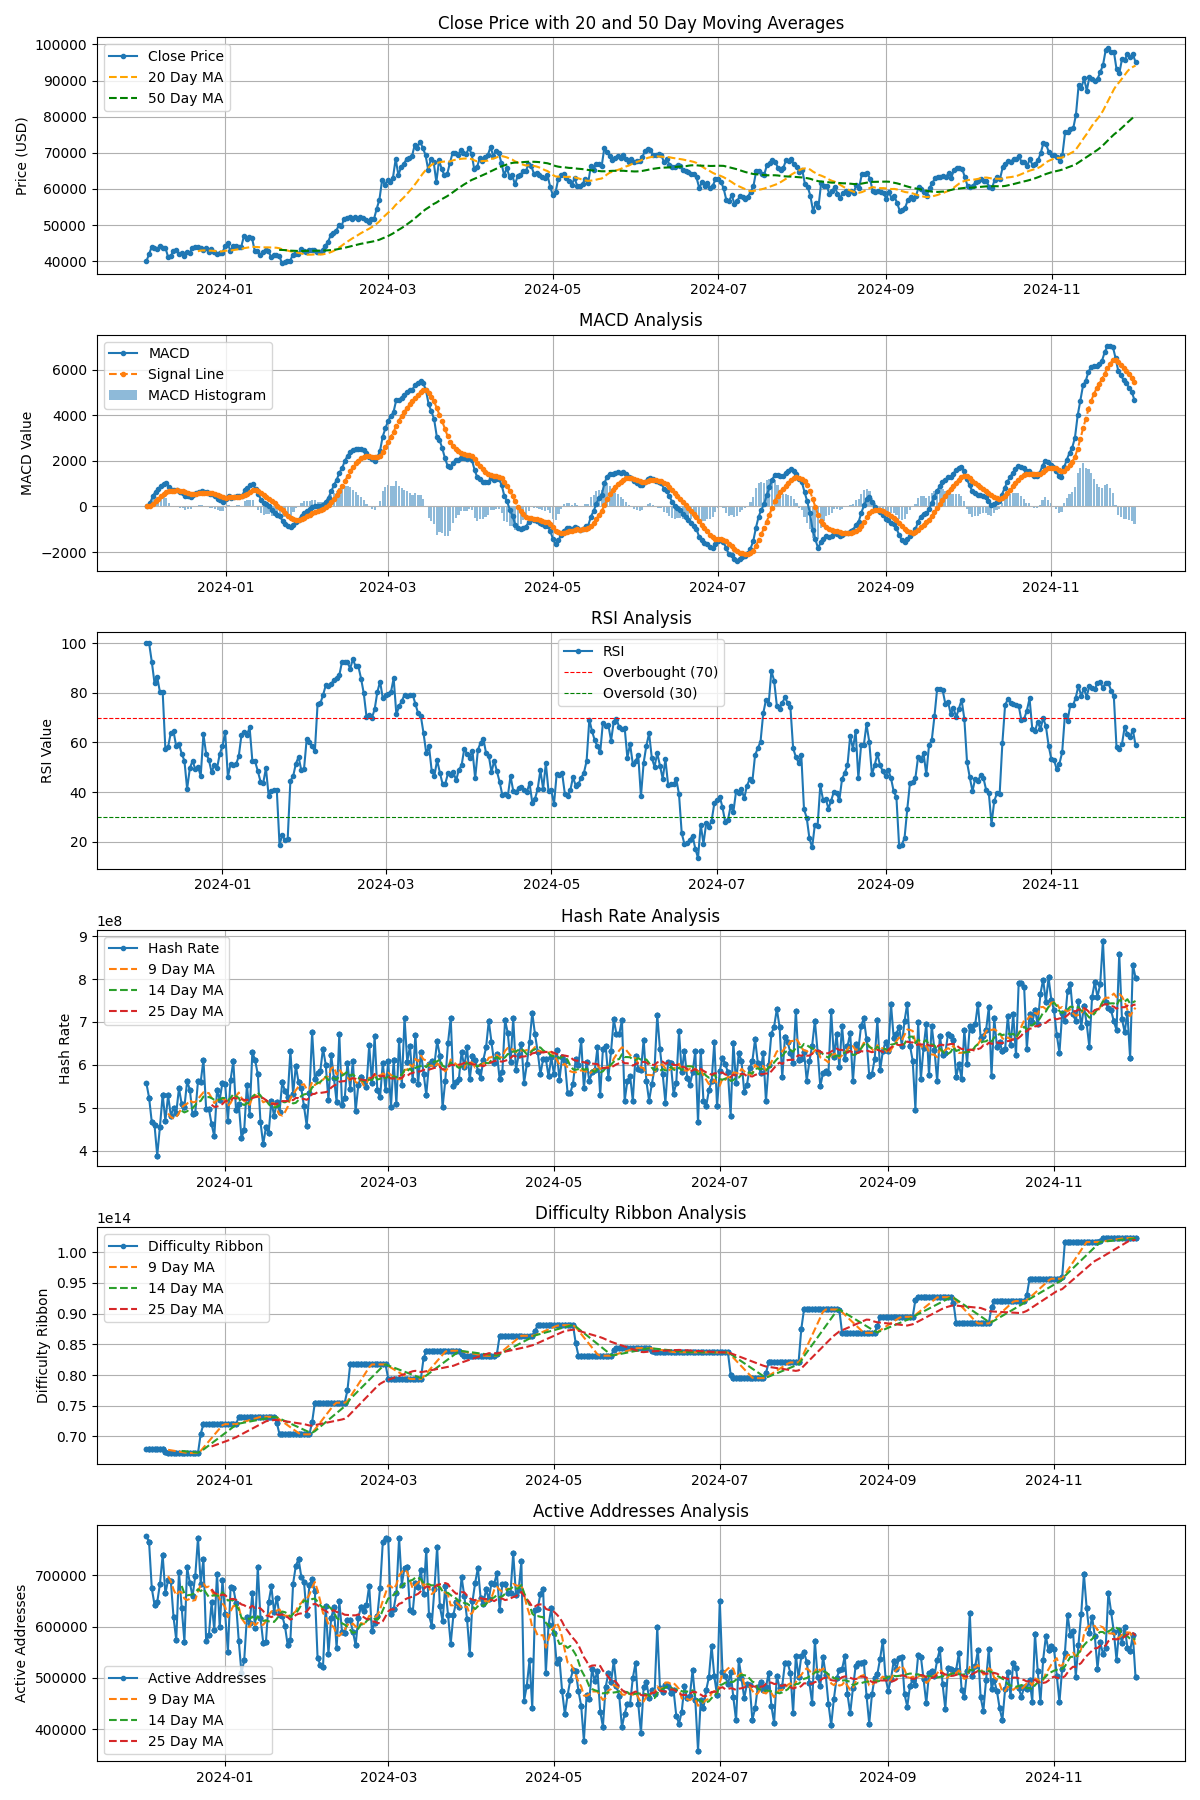 Close Price with 20 and 50 Day Moving Averages
Price (USD)
100000
90000
80000
70000
60000
50000
40000
Close Price
20 Day MA
50 Day MA
2024-01 2024-03 2024-05 2024-07 2024-09 2024-11
MACD Analysis
MACD Value
6000
4000
2000
0
−2000
MACD
Signal Line
MACD Histogram
2024-01 2024-03 2024-05 2024-07 2024-09 2024-11
RSI Analysis
RSI Value
100
80
60
40
20
RSI
Overbought (70)
Oversold (30)
2024-01 2024-03 2024-05 2024-07 2024-09 2024-11
Hash Rate Analysis
1e8
Hash Rate
9
8
7
6
5
4
Hash Rate
9 Day MA
14 Day MA
25 Day MA
2024-01 2024-03 2024-05 2024-07 2024-09 2024-11
Difficulty Ribbon Analysis
1e14
Difficulty Ribbon
1.00
0.95
0.90
0.85
0.80
0.75
0.70
Difficulty Ribbon
9 Day MA
14 Day MA
25 Day MA
2024-01 2024-03 2024-05 2024-07 2024-09 2024-11
Active Addresses Analysis
Active Addresses
700000
600000
500000
400000
Active Addresses
9 Day MA
14 Day MA
25 Day MA
2024-01 2024-03 2024-05 2024-07 2024-09 2024-11